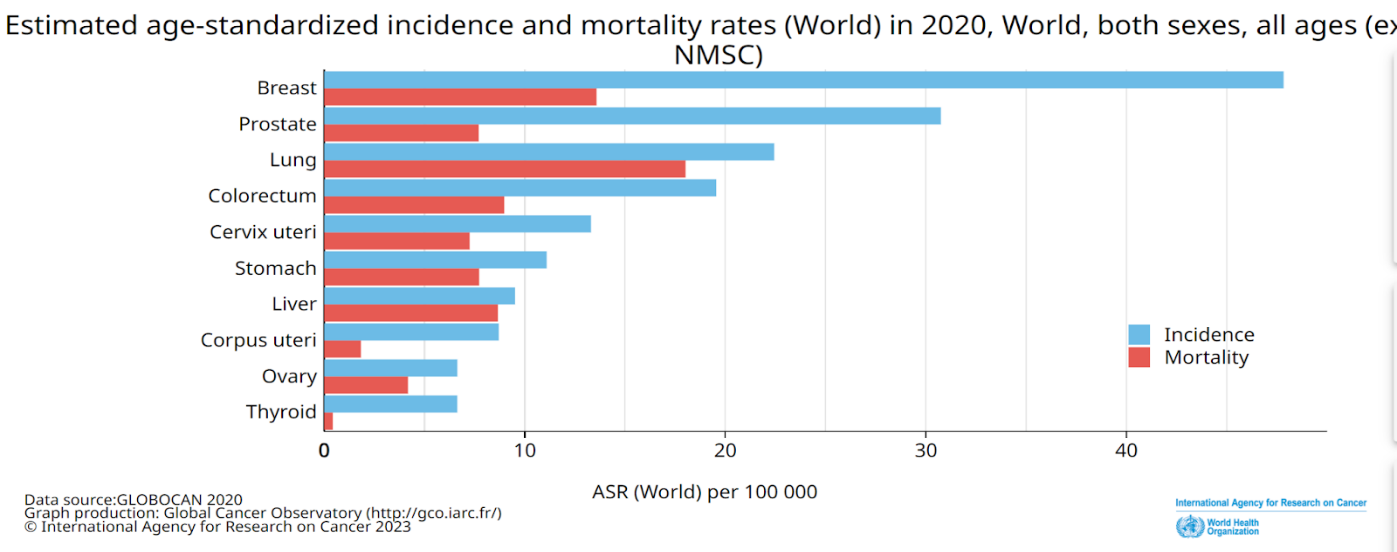 Estimated age-standardized incidence and mortality rates (World) in 2020, World, both sexes, all ages (ex
NMSC)
Breast
Prostate
Lung
Colorectum
Cervix uteri
Stomach
Liver
Corpus uteri
Ovary
Thyroid
Incidence
Mortality
0 10 20 30 40
ASR (World) per 100 000
Data source:GLOBOCAN 2020
Graph production: Global Cancer Observatory (http://gco.iarc.fr/)
© International Agency for Research on Cancer 2023
International Agency for Research on Cancer
World Health
Organization